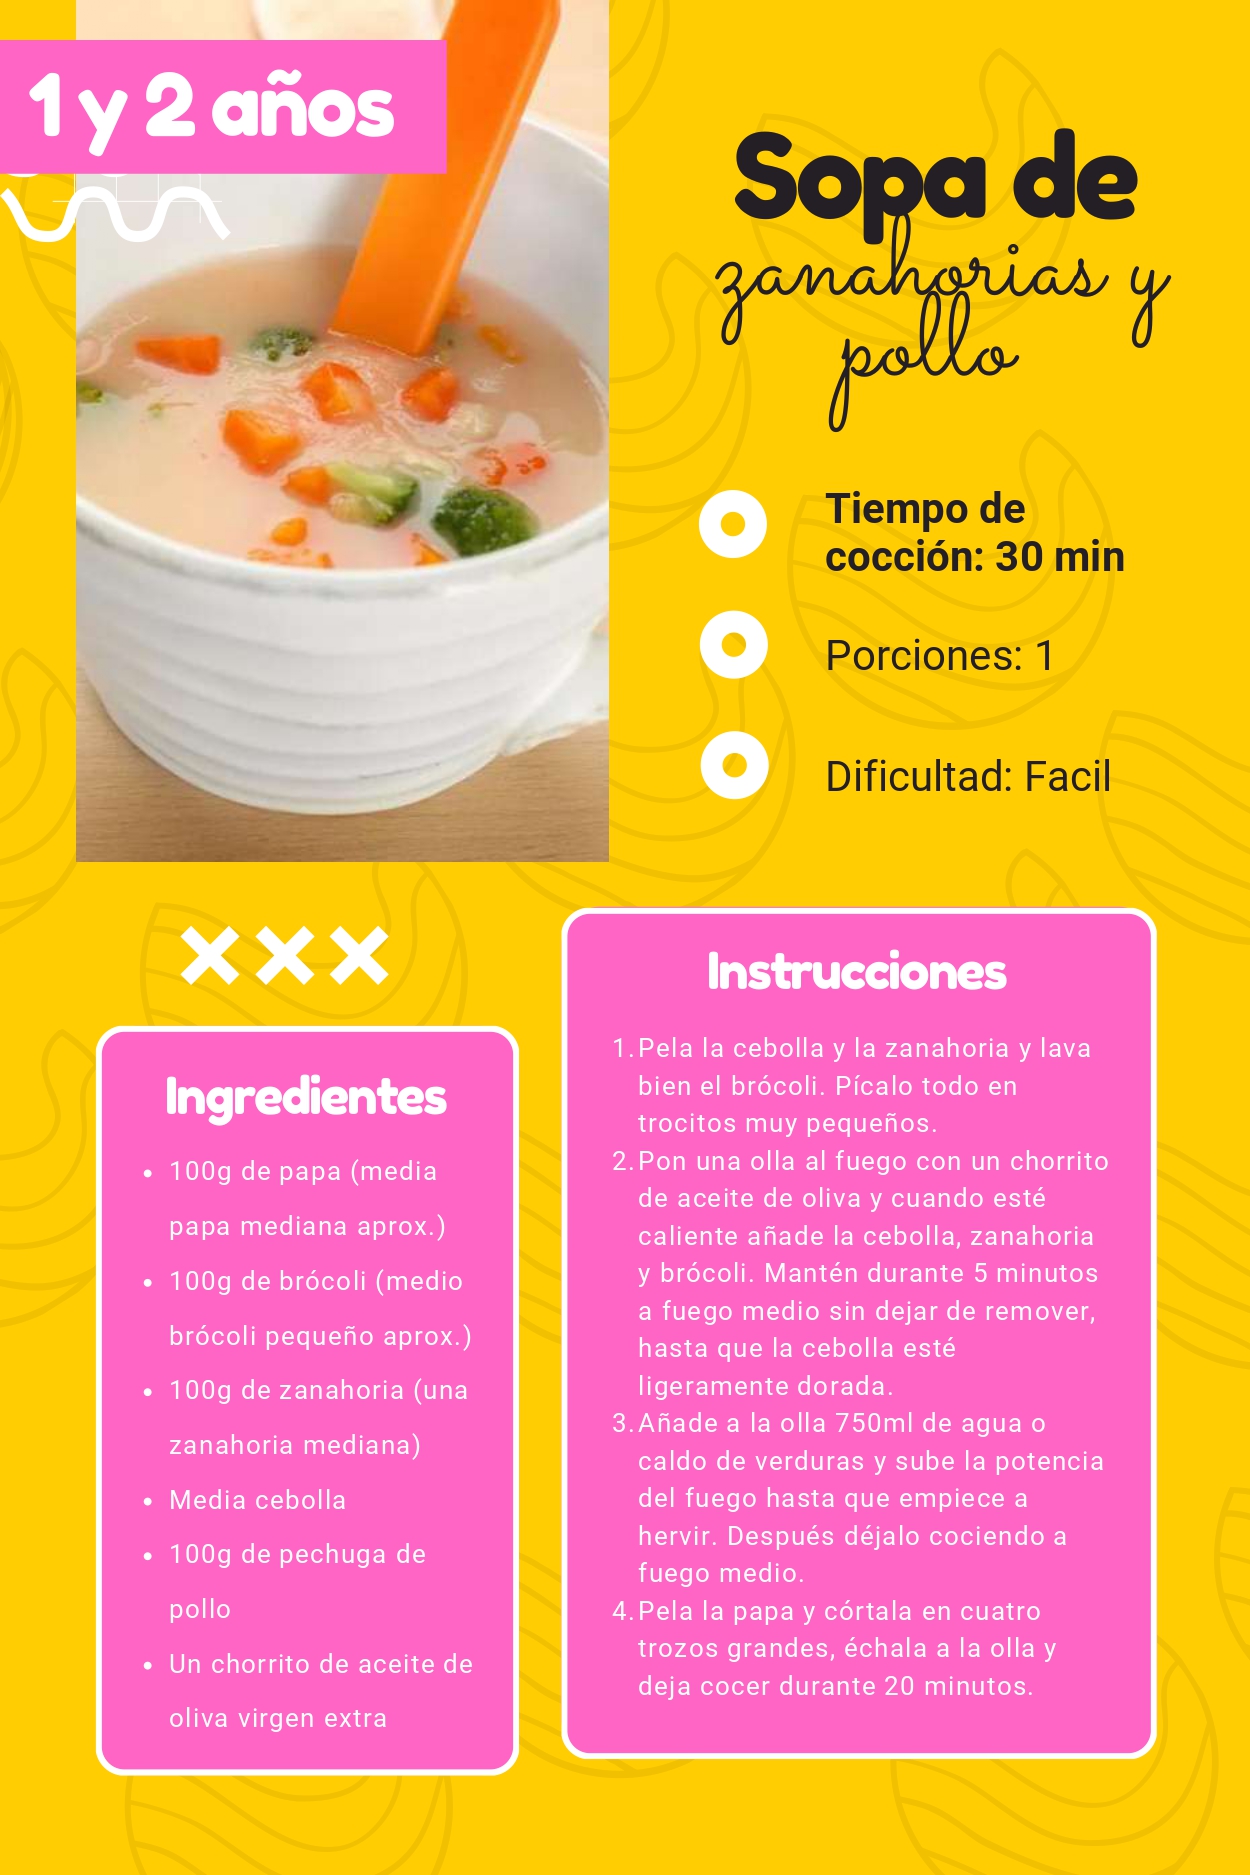 1 y 2 años
Sopa de
zanahorias y
pollo
Tiempo de
cocción: 30 min
Porciones: 1
Dificultad: Facil
Ingredientes
• 100g de papa (media
papa mediana aprox.)
• 100g de brócoli (medio
brócoli pequeño aprox.)
• 100g de zanahoria (una
zanahoria mediana)
• Media cebolla
• 100g de pechuga de
pollo
• Un chorrito de aceite de
oliva virgen extra
Instrucciones
1. Pela la cebolla y la zanahoria y lava
bien el brócoli. Pícalo todo en
trocitos muy pequeños.
2. Pon una olla al fuego con un chorrito
de aceite de oliva y cuando esté
caliente añade la cebolla, zanahoria
y brócoli. Mantén durante 5 minutos
a fuego medio sin dejar de remover,
hasta que la cebolla esté
ligeramente dorada.
3. Añade a la olla 750ml de agua o
caldo de verduras y sube la potencia
del fuego hasta que empiece a
hervir. Después déjalo cociendo a
fuego medio.
4. Pela la papa y córtala en cuatro
trozos grandes, échala a la olla y
deja cocer durante 20 minutos.